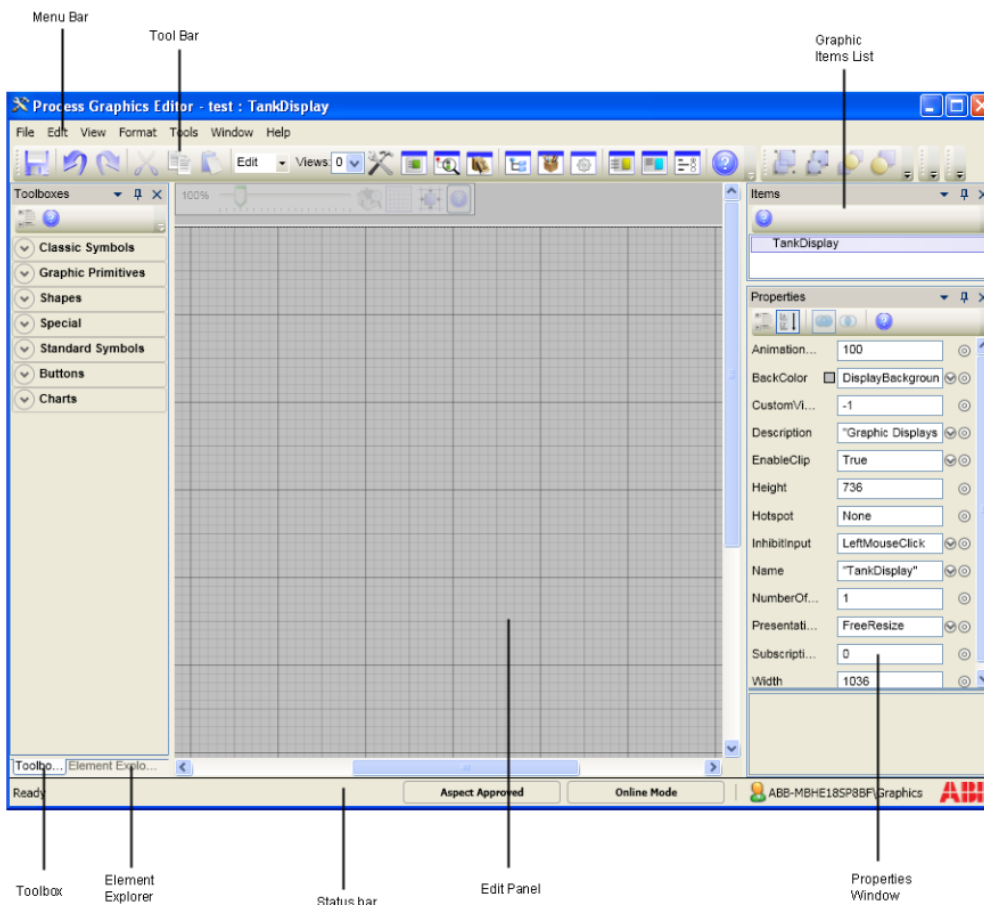 Menu Bar
Tool Bar
Graphic
Items List
Process Graphics Editor - test : TankDisplay
File Edit View Format Tools Window Help
Edit Views: 0
Toolboxes
100%
Items
Classic Symbols
Graphic Primitives
Shapes
Special
Standard Symbols
Buttons
Charts
TankDisplay
Properties
Animation... 100
BackColor DisplayBackgroun
CustomVi... -1
Description "Graphic Displays
EnableClip True
Height 736
Hotspot None
InhibitInput LeftMouseClick
Name "TankDisplay"
NumberOf... 1
Presentati... FreeResize
Subscripti... 0
Width 1036
Toolbo... Element Explo...
Ready Aspect Approved Online Mode ABB-MBHE18SP8BF\Graphics ABB
Toolbox
Element
Explorer
Status bar
Edit Panel
Properties
Window